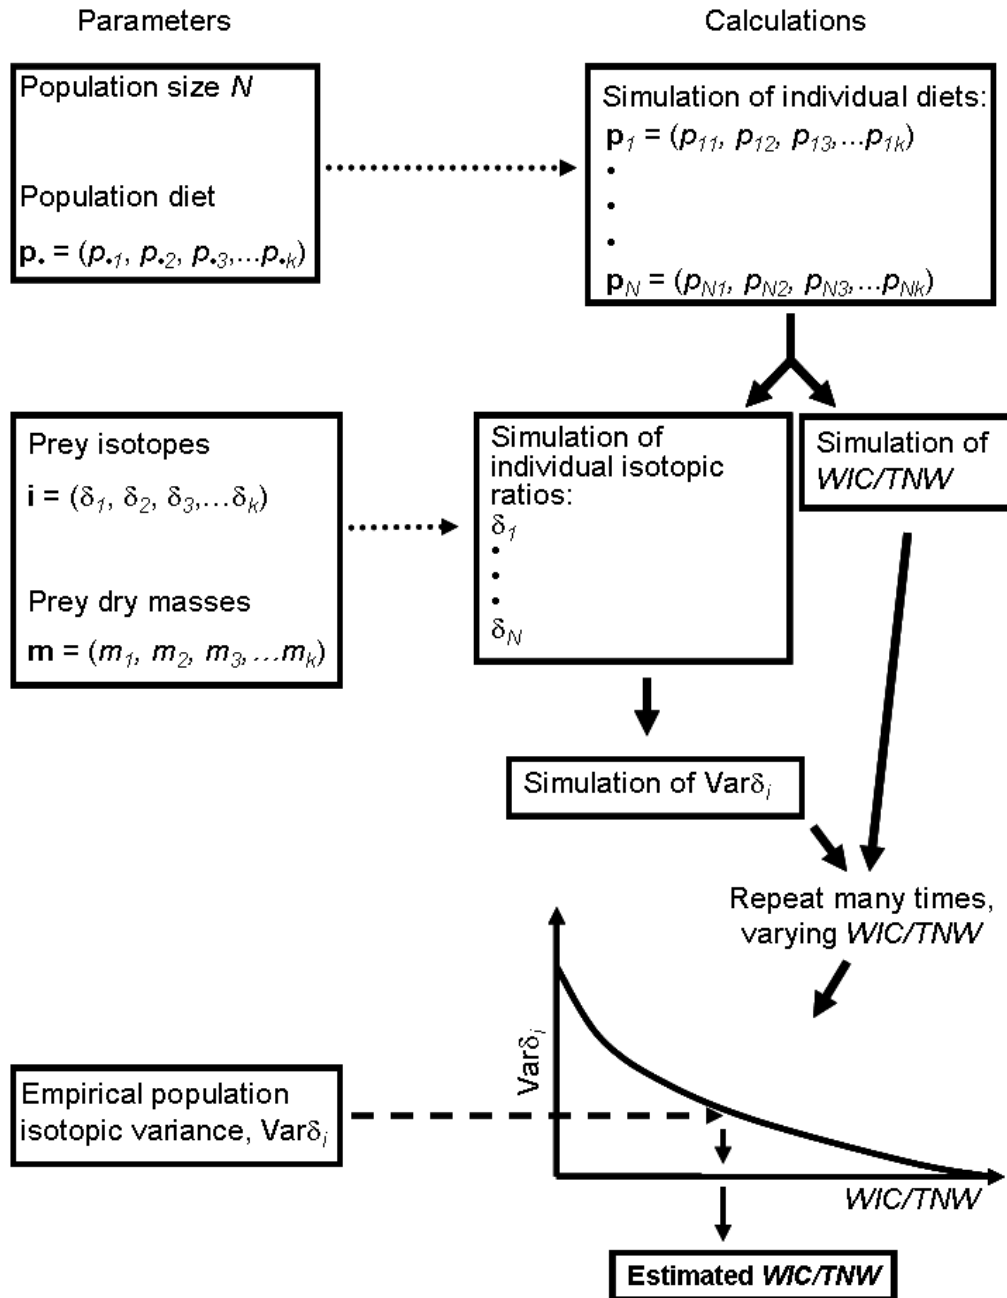 Parameters
Calculations
Population size N
Population diet
p• = (p•1, p•2, p•3,...p•k)
Simulation of individual diets:
p1 = (p11, p12, p13,...p1k)
•
•
•
pN = (pN1, pN2, pN3,...pNk)
Prey isotopes
i = (δ1, δ2, δ3,...δk)
Prey dry masses
m = (m1, m2, m3,...mk)
Simulation of
individual isotopic
ratios:
δ1
•
•
•
δN
Simulation of
WIC/TNW
Simulation of Varδi
Repeat many times,
varying WIC/TNW
Varδi
Empirical population
isotopic variance, Varδi
WIC/TNW
Estimated WIC/TNW